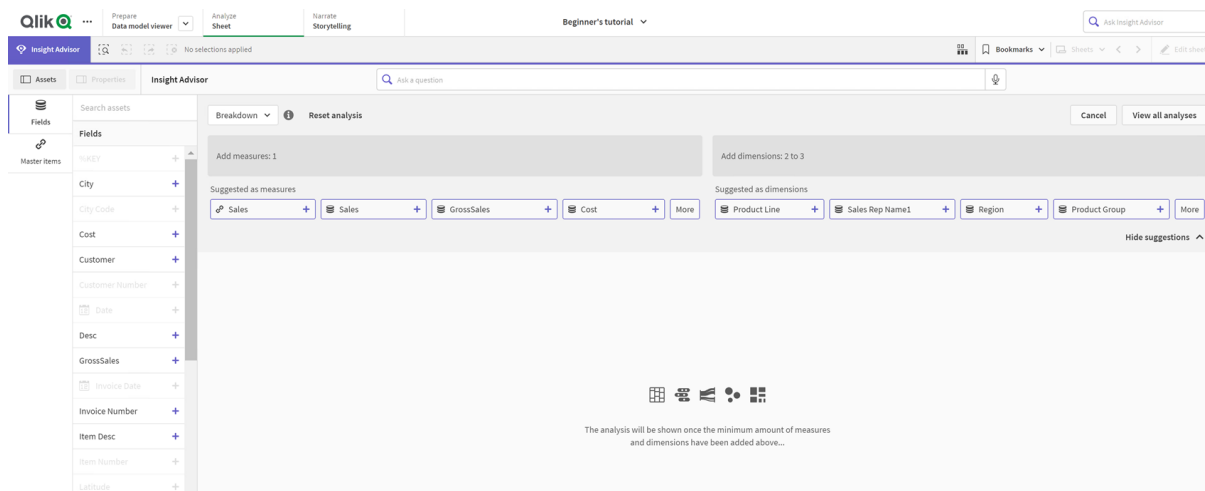 Qlik
Prepare
Data model viewer
Analyze
Sheet
Narrate
Storytelling
Beginner's tutorial
Ask Insight Advisor
Insight Advisor
No selections applied
Bookmarks
Sheets
Edit sheet
Assets
Properties
Insight Advisor
Ask a question
Fields
Master items
Search assets
Fields
%KEY
City
City Code
Cost
Customer
Customer Number
Date
Desc
GrossSales
Invoice Date
Invoice Number
Item Desc
Item Number
Latitude
Breakdown
Reset analysis
Cancel
View all analyses
Add measures: 1
Add dimensions: 2 to 3
Suggested as measures
Sales
Sales
GrossSales
Cost
More
Suggested as dimensions
Product Line
Sales Rep Name1
Region
Product Group
More
Hide suggestions
The analysis will be shown once the minimum amount of measures
and dimensions have been added above...